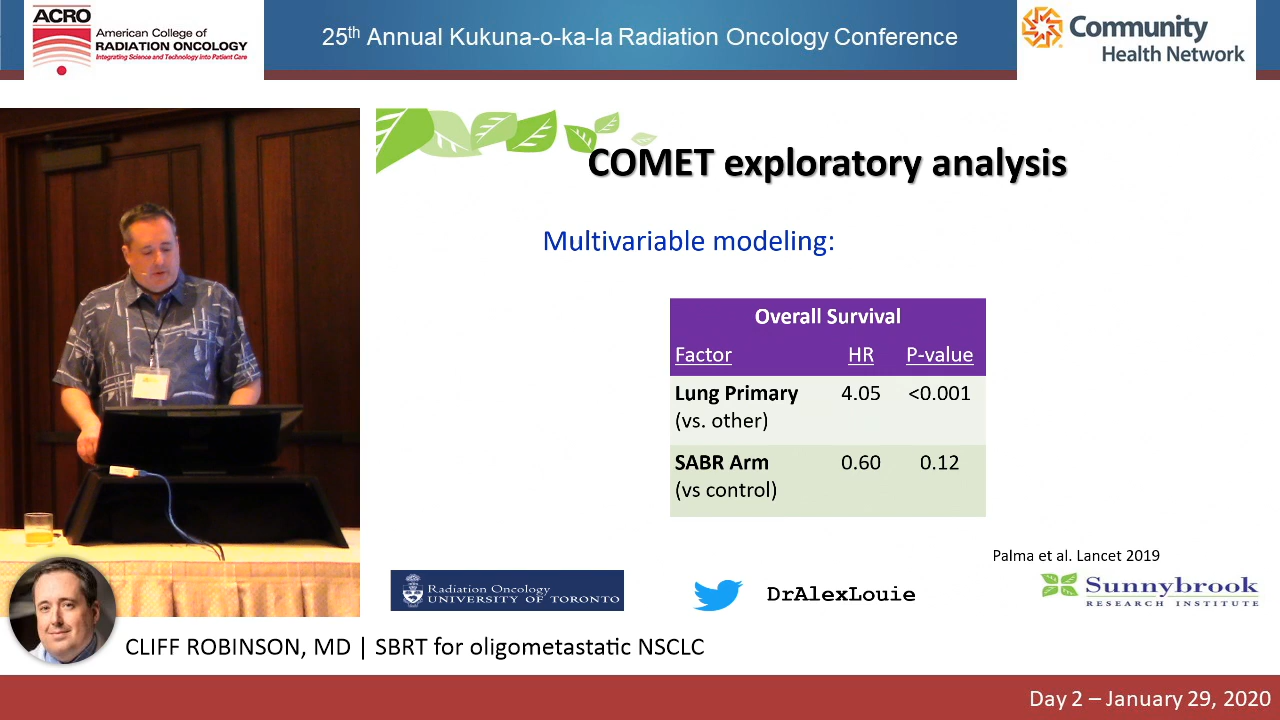 ACRO
American College of
RADIATION ONCOLOGY
Integrating Science and Technology Into Patient Care
25th Annual Kukuna-o-ka-la Radiation Oncology Conference
Community
Health Network
COMET exploratory analysis
Multivariable modeling:
Overall Survival
Factor HR P-value
Lung Primary 4.05 <0.001
(vs. other)
SABR Arm 0.60 0.12
(vs control)
Palma et al. Lancet 2019
Radiation Oncology
UNIVERSITY OF TORONTO
DrAlexLouie
Sunnybrook
RESEARCH INSTITUTE
CLIFF ROBINSON, MD | SBRT for oligometastatic NSCLC
Day 2 – January 29, 2020